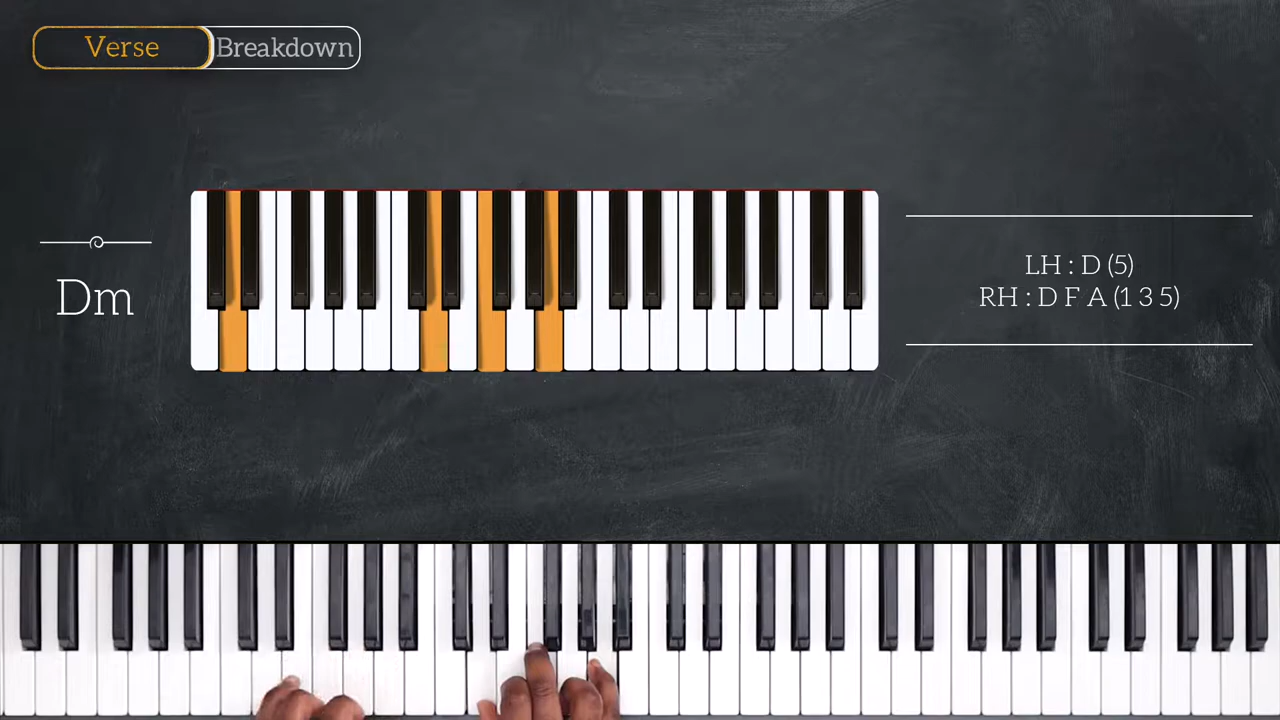 Verse
Breakdown
Dm
LH : D (5)
RH : D F A (1 3 5)